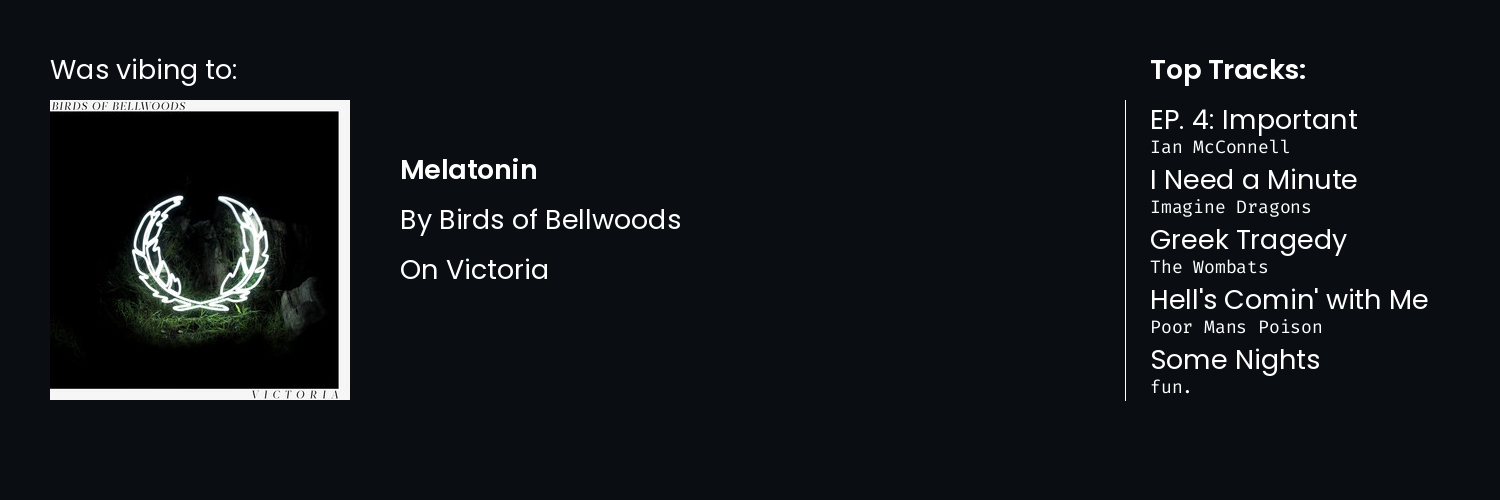 Was vibing to:
BIRDS OF BELLWOODS
VICTORIA
Melatonin
By Birds of Bellwoods
On Victoria
Top Tracks:
EP. 4: Important
Ian McConnell
I Need a Minute
Imagine Dragons
Greek Tragedy
The Wombats
Hell's Comin' with Me
Poor Mans Poison
Some Nights
fun.